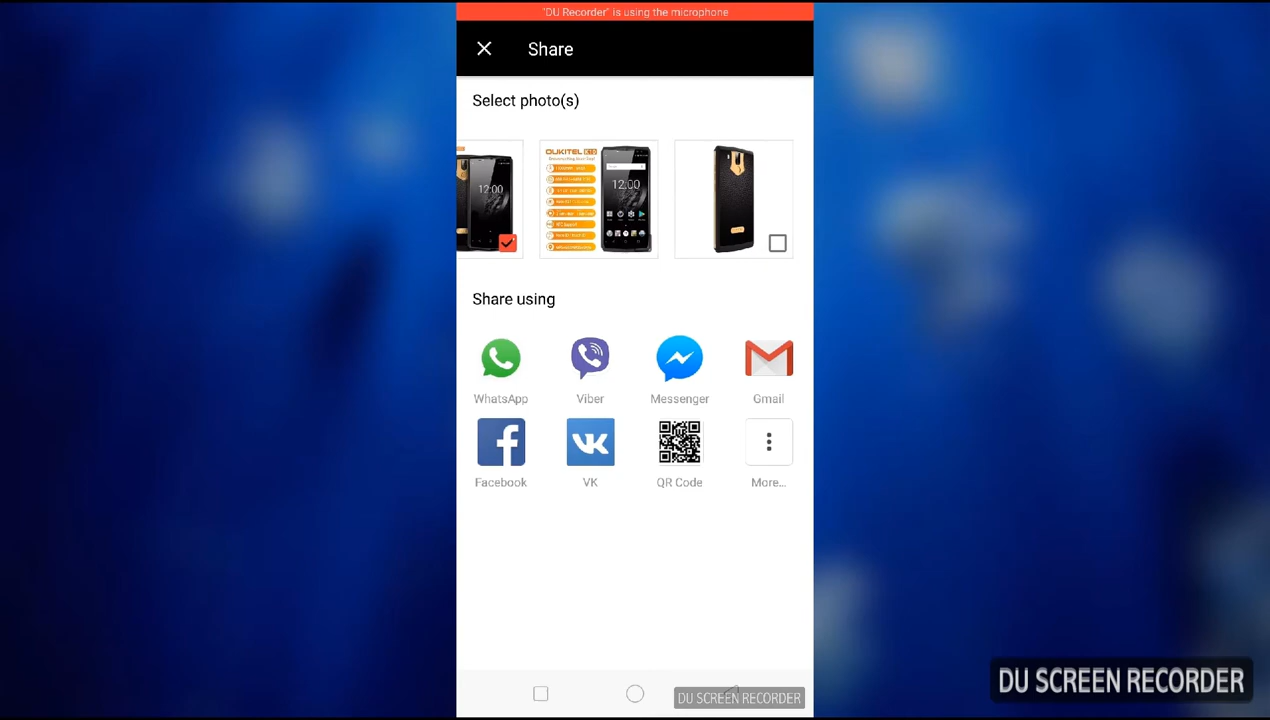 "DU Recorder" is using the microphone
Share
Select photo(s)
12:00
OUKITEL K10
12:00
Share using
WhatsApp
Viber
Messenger
Gmail
Facebook
VK
QR Code
More...
DU SCREEN RECORDER
DU SCREEN RECORDER